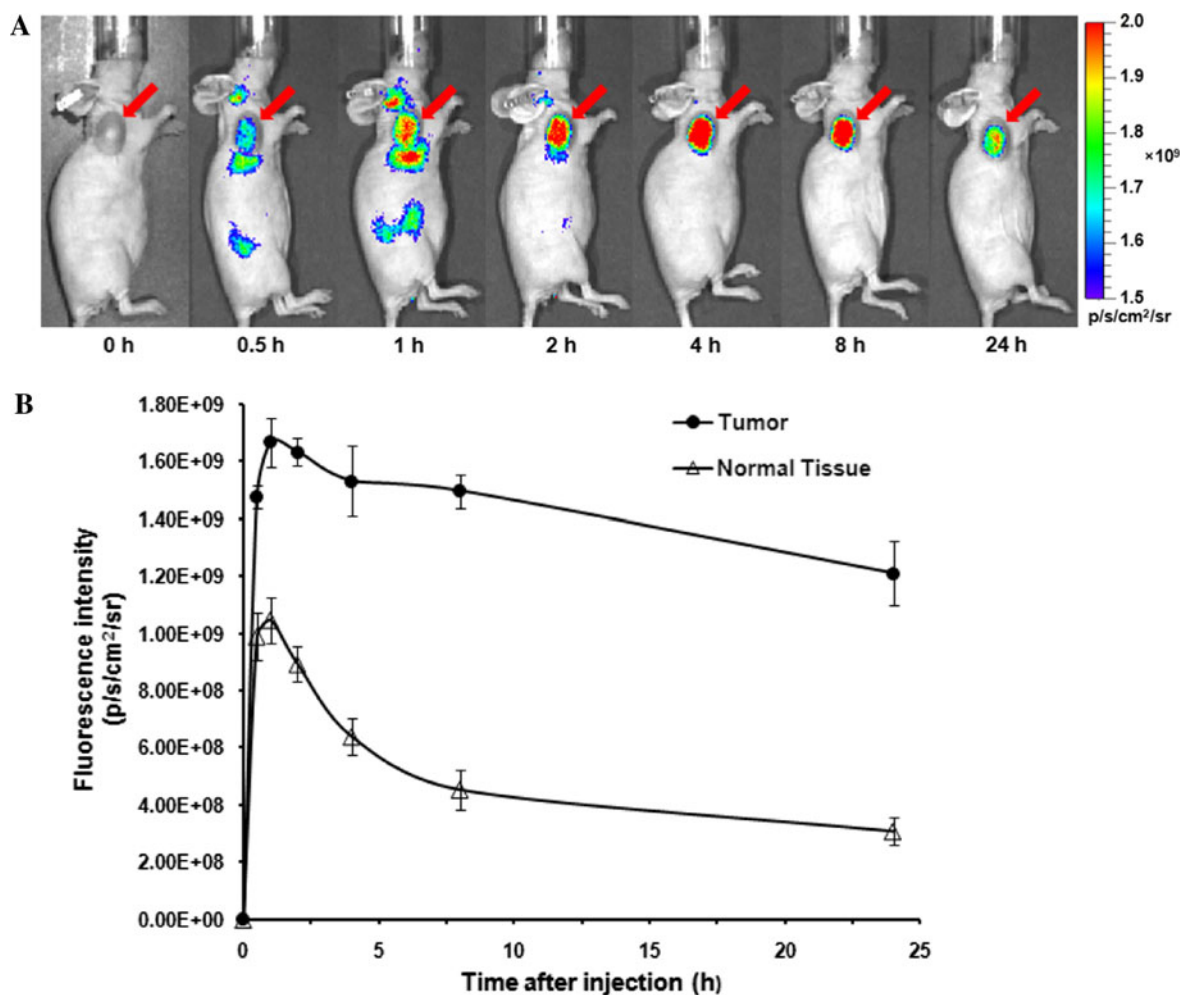 A
2.0
1.9
1.8
×10⁹
1.7
1.6
1.5
p/s/cm²/sr
0 h 0.5 h 1 h 2 h 4 h 8 h 24 h
B
1.80E+09
1.60E+09
1.40E+09
1.20E+09
1.00E+09
8.00E+08
6.00E+08
4.00E+08
2.00E+08
0.00E+00
Fluorescence intensity
(p/s/cm²/sr)
Tumor
Normal Tissue
0 5 10 15 20 25
Time after injection (h)